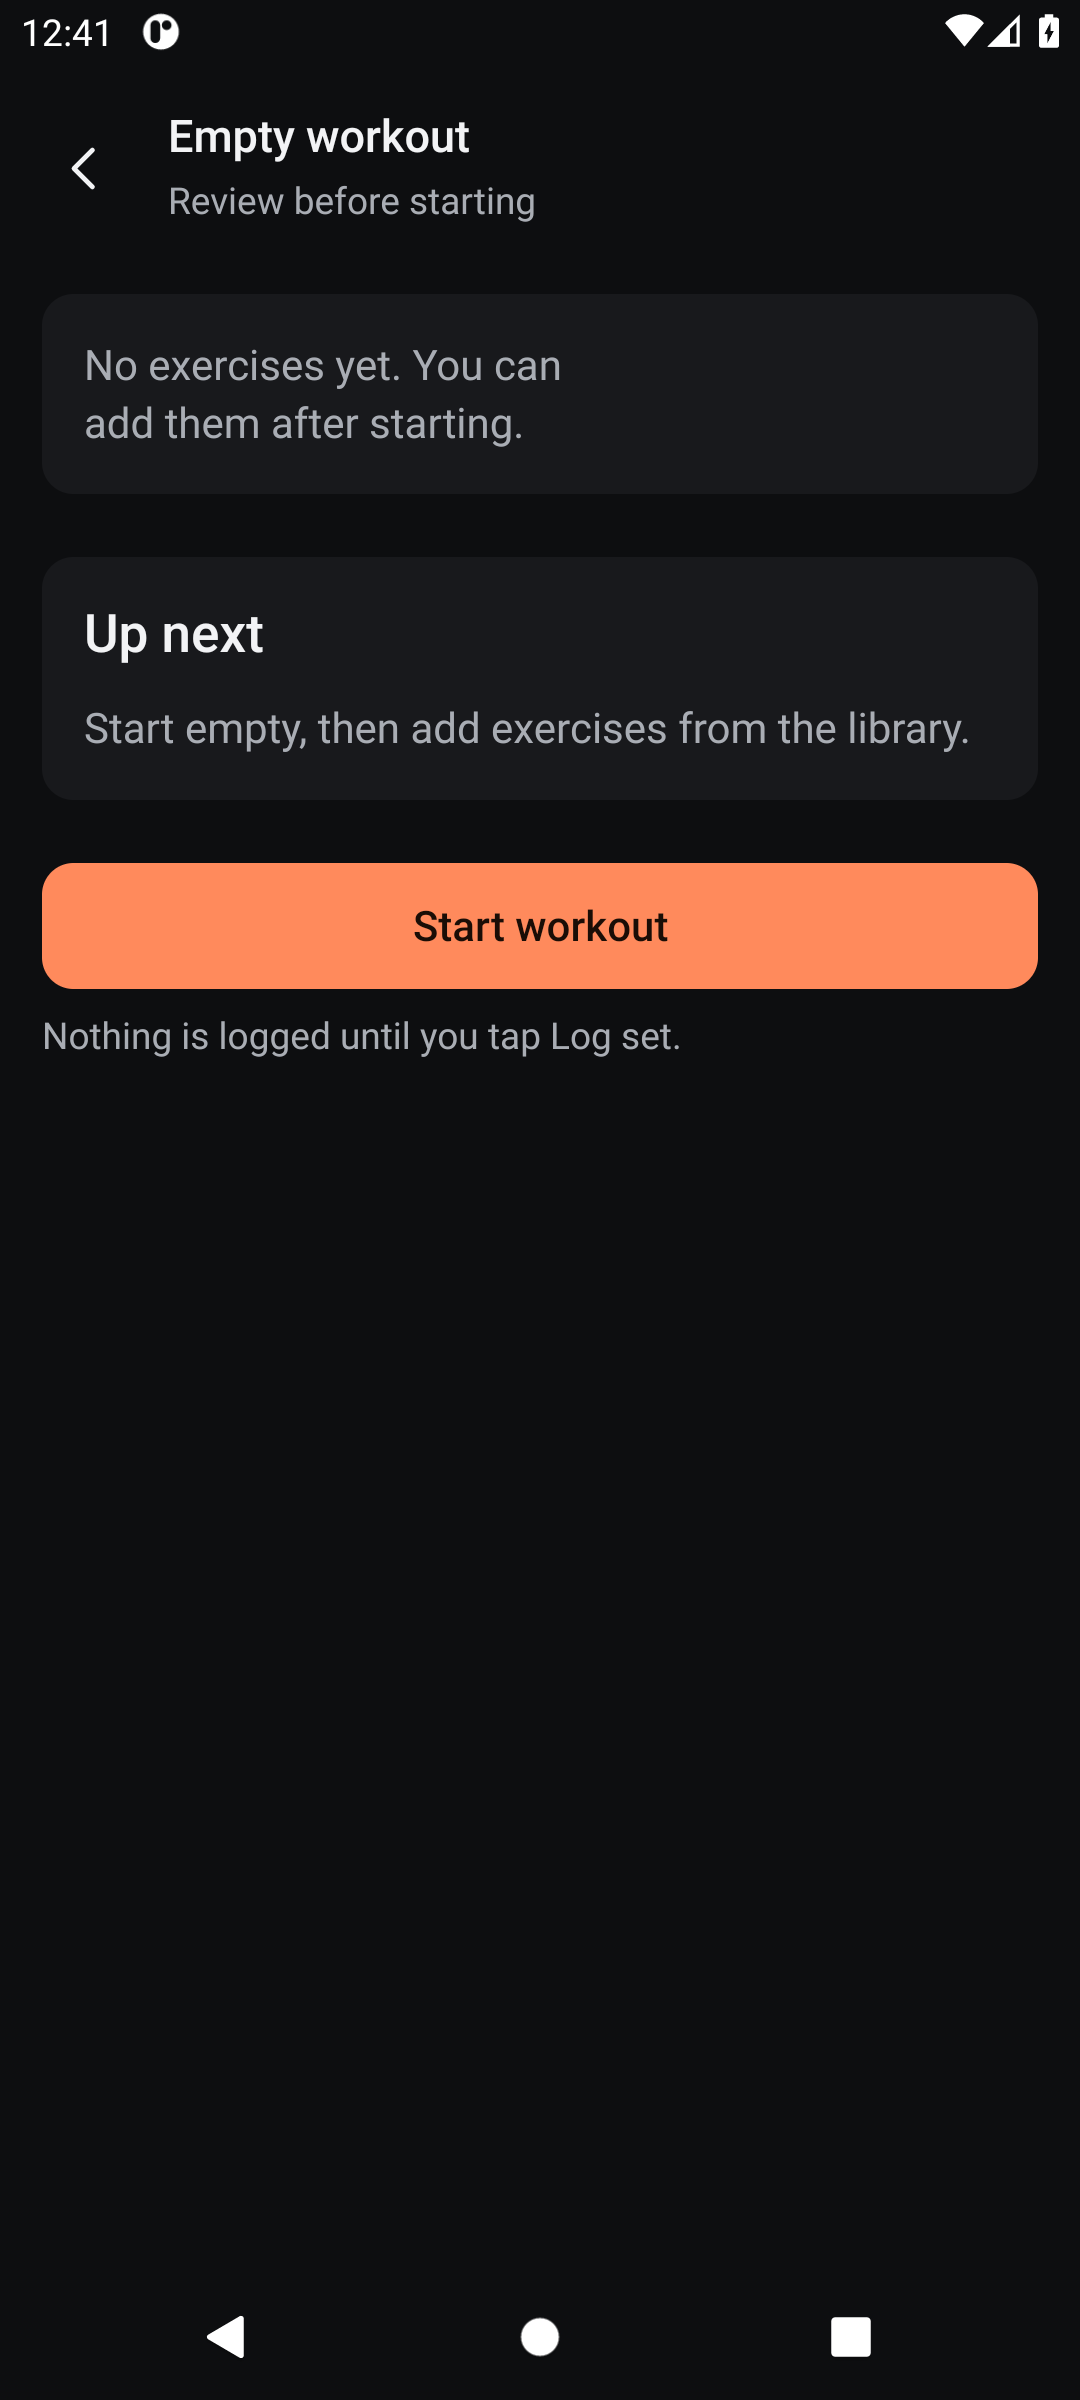 12:41
Empty workout
Review before starting
No exercises yet. You can
add them after starting.
Up next
Start empty, then add exercises from the library.
Start workout
Nothing is logged until you tap Log set.